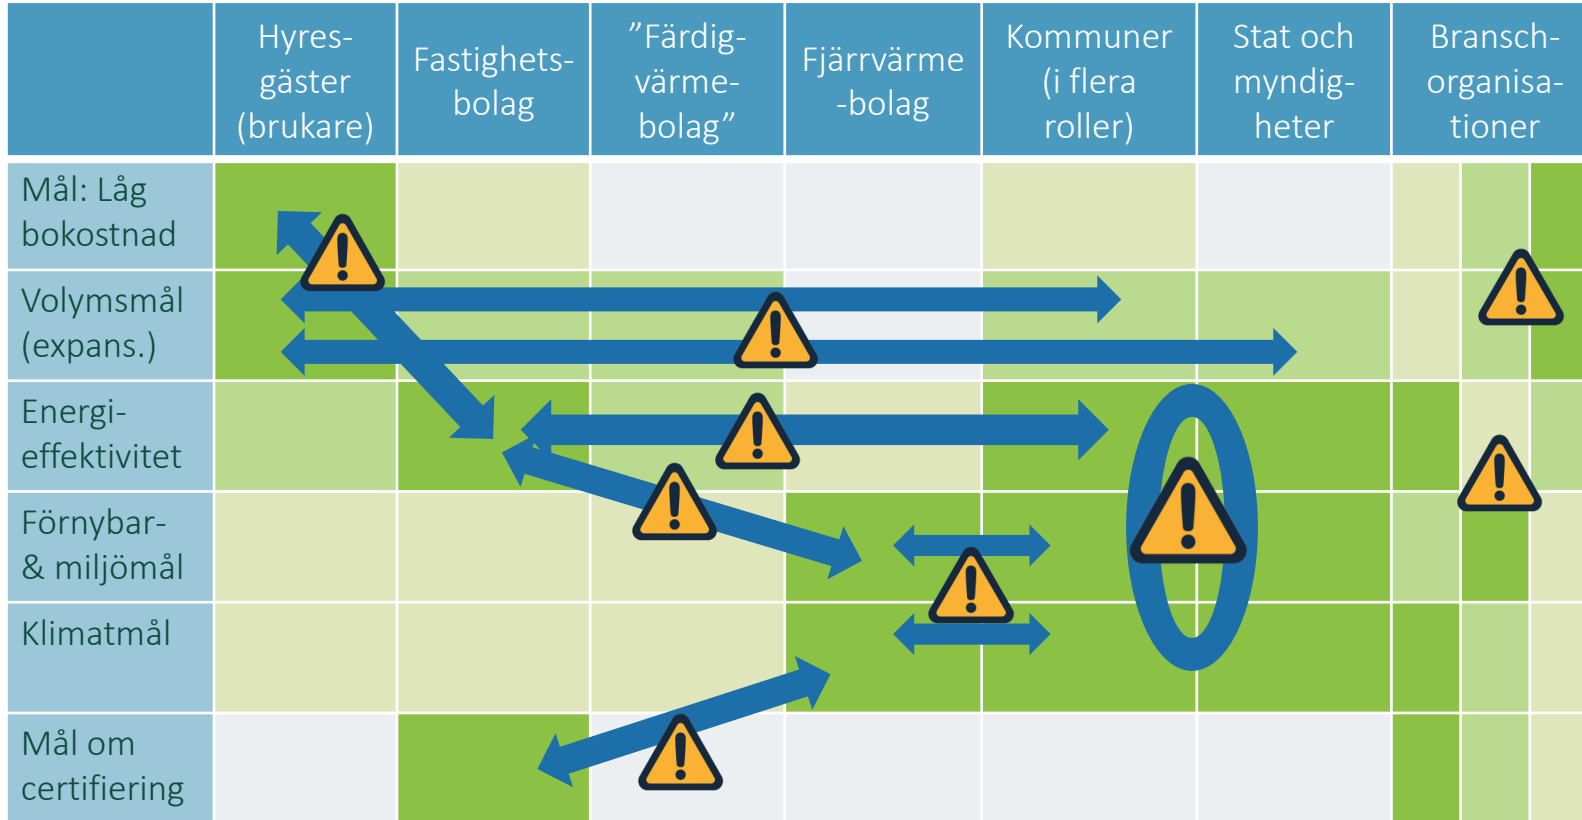 Hyres-
gäster
(brukare)
Fastighets-
bolag
”Färdig-
värme-
bolag”
Fjärrvärme
-bolag
Kommuner
(i flera
roller)
Stat och
myndig-
heter
Bransch-
organisa-
tioner
Mål: Låg
bokostnad
Volymsmål
(expans.)
Energi-
effektivitet
Förnybar-
& miljömål
Klimatmål
Mål om
certifiering